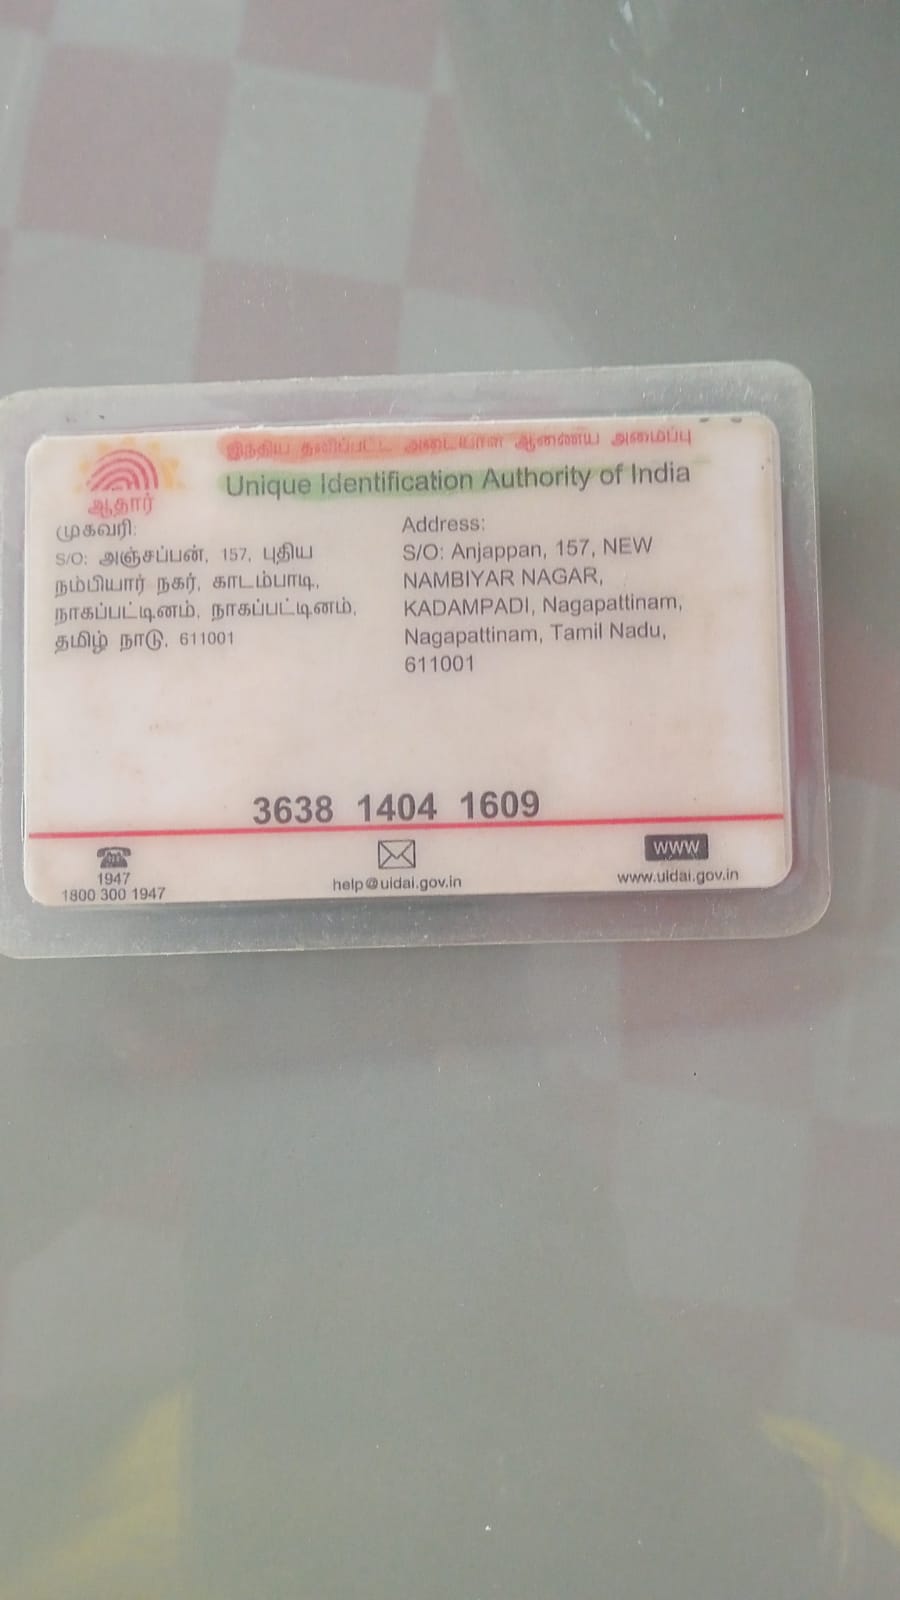 இந்திய தனிப்பட்ட அடையாள ஆணைய அமைப்பு
Unique Identification Authority of India
ஆதார்
முகவரி:
S/O: அஞ்சப்பன், 157, புதிய
நம்பியார் நகர், காடம்பாடி,
நாகப்பட்டினம், நாகப்பட்டினம்,
தமிழ் நாடு, 611001
Address:
S/O: Anjappan, 157, NEW
NAMBIYAR NAGAR,
KADAMPADI, Nagapattinam,
Nagapattinam, Tamil Nadu,
611001
3638 1404 1609
1947
1800 300 1947
help@uidai.gov.in
WWW
www.uidai.gov.in